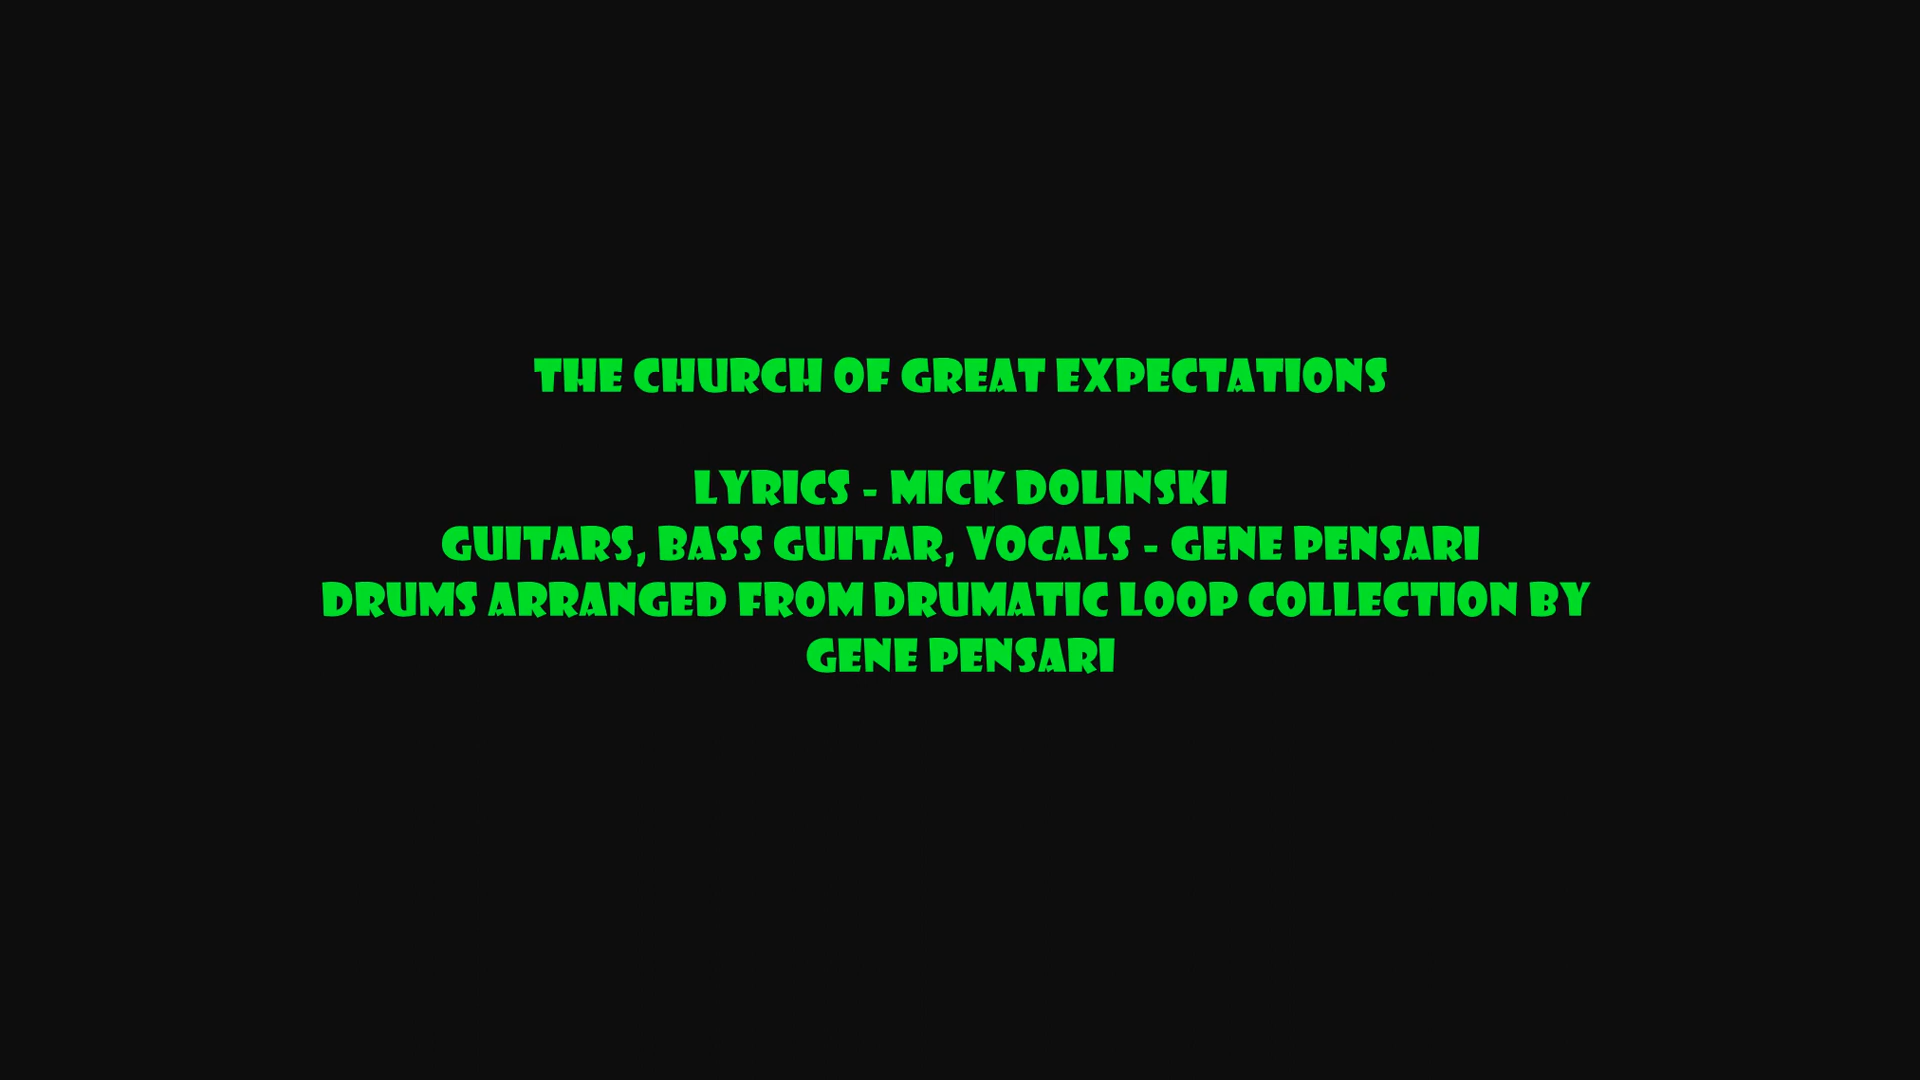 THE CHURCH OF GREAT EXPECTATIONS
LYRICS - MICK DOLINSKI
GUITARS, BASS GUITAR, VOCALS - GENE PENSARI
DRUMS ARRANGED FROM DRUMATIC LOOP COLLECTION BY
GENE PENSARI